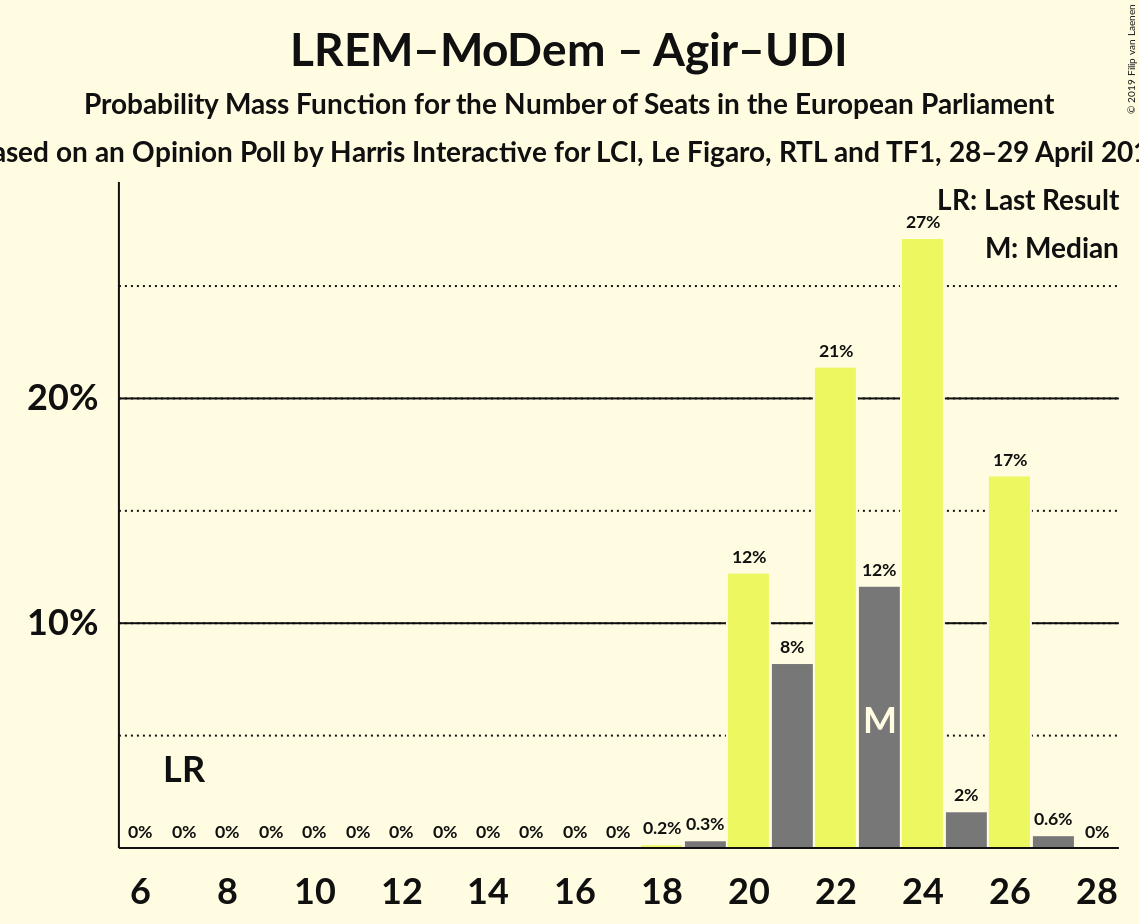 LREM–MoDem – Agir–UDI
Probability Mass Function for the Number of Seats in the European Parliament
ased on an Opinion Poll by Harris Interactive for LCI, Le Figaro, RTL and TF1, 28–29 April 201
© 2019 Filip van Laenen
LR: Last Result
M: Median
27%
21%
20%
17%
12%
12%
10%
8%
M
LR
2%
0% 0% 0% 0% 0% 0% 0% 0% 0% 0% 0% 0% 0.2% 0.3% 0.6% 0%
6 8 10 12 14 16 18 20 22 24 26 28